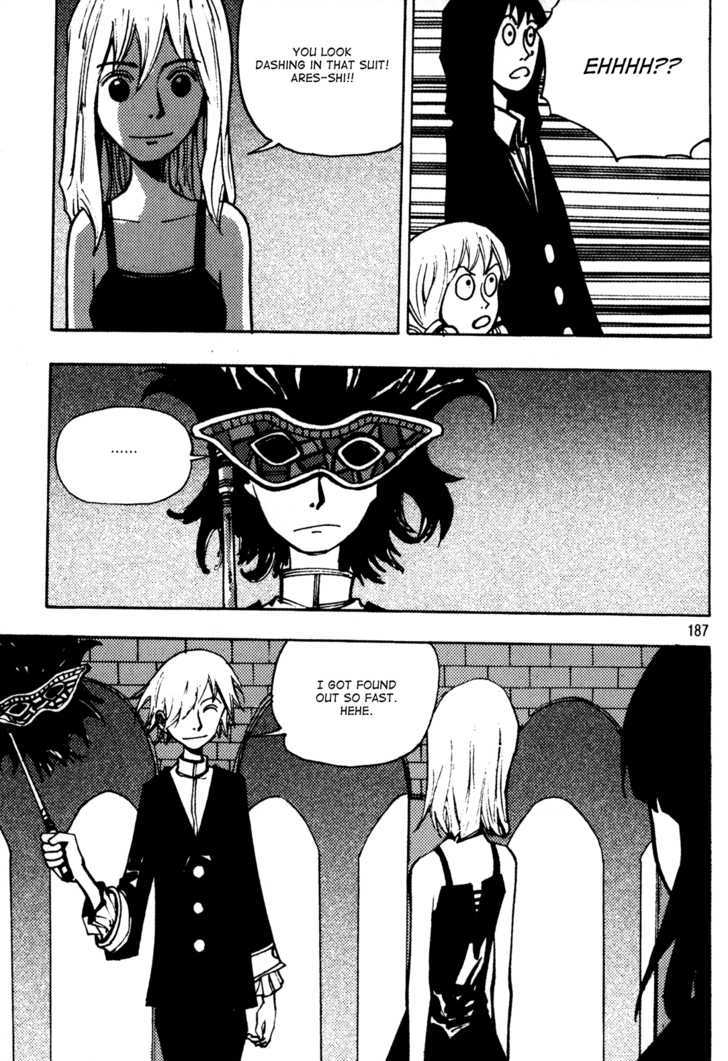 YOU LOOK
DASHING IN THAT SUIT!
ARES-SHI!!
EHHHH??
......
187
I GOT FOUND
OUT SO FAST.
HEHE.